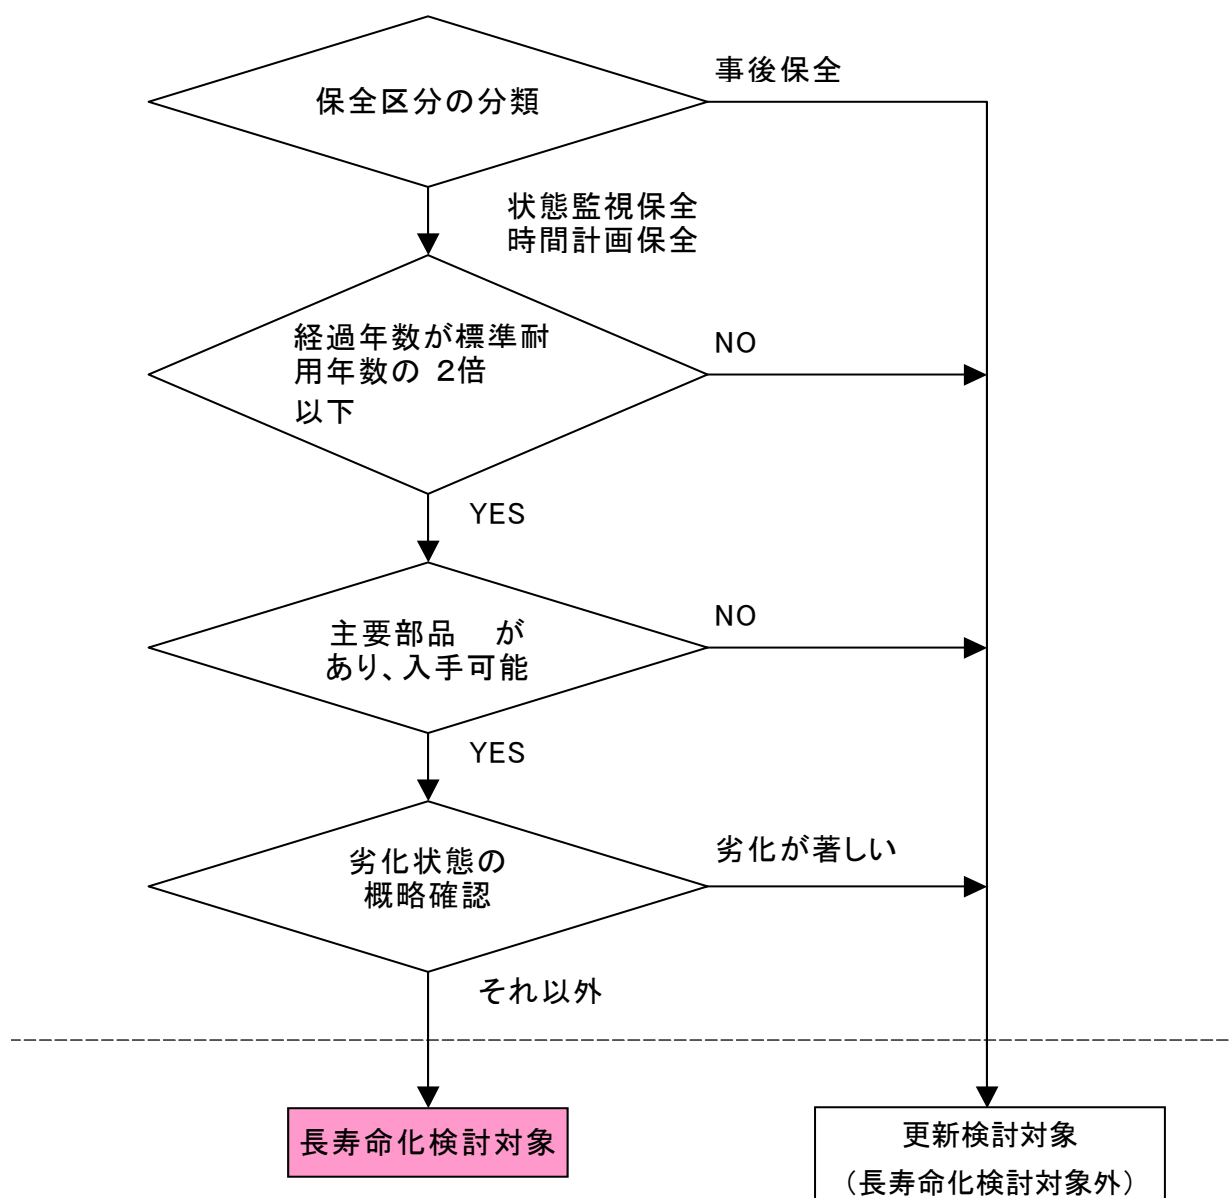 保全区分の分類
事後保全
状態監視保全
時間計画保全
経過年数が標準耐
用年数の 2倍
以下
NO
YES
主要部品 が
あり、入手可能
NO
YES
劣化状態の
概略確認
劣化が著しい
それ以外
長寿命化検討対象
更新検討対象
（長寿命化検討対象外）